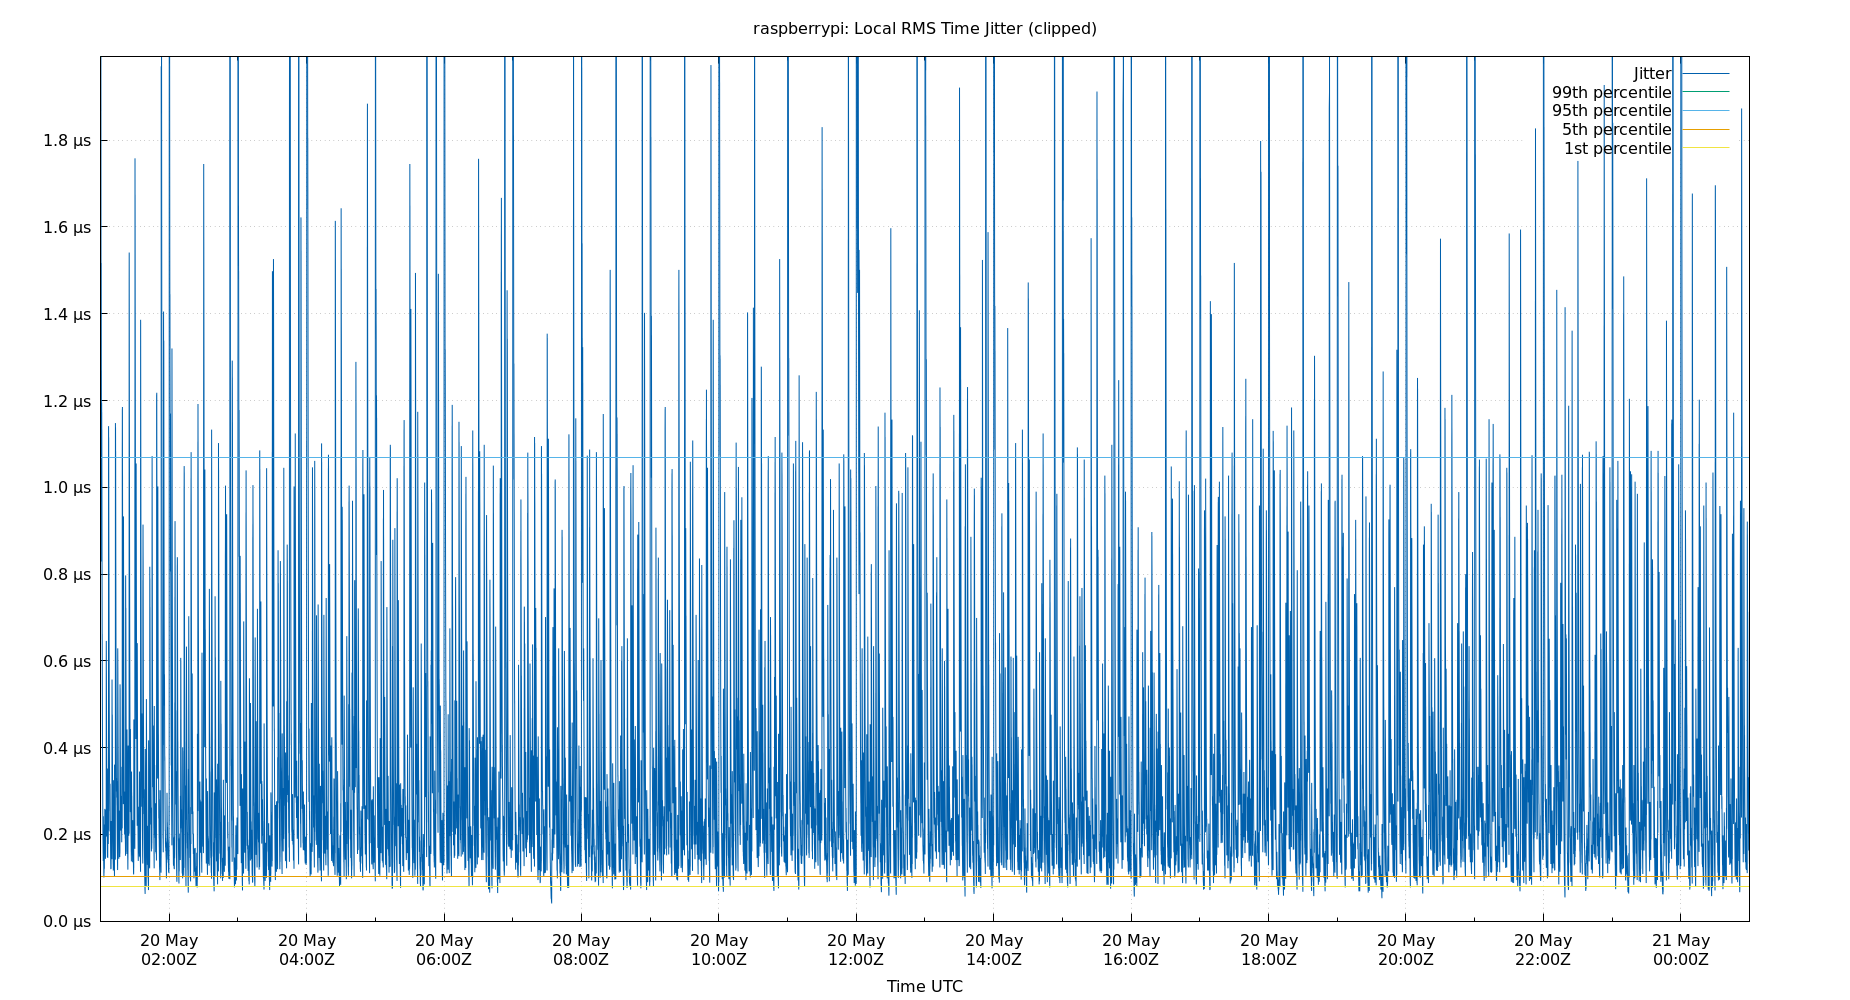 raspberrypi: Local RMS Time Jitter (clipped)
Jitter
99th percentile
95th percentile
5th percentile
1st percentile
1.8 µs
1.6 µs
1.4 µs
1.2 µs
1.0 µs
0.8 µs
0.6 µs
0.4 µs
0.2 µs
0.0 µs
20 May 20 May 20 May 20 May 20 May 20 May 20 May 20 May 20 May 20 May 20 May 21 May
02:00Z 04:00Z 06:00Z 08:00Z 10:00Z 12:00Z 14:00Z 16:00Z 18:00Z 20:00Z 22:00Z 00:00Z
Time UTC